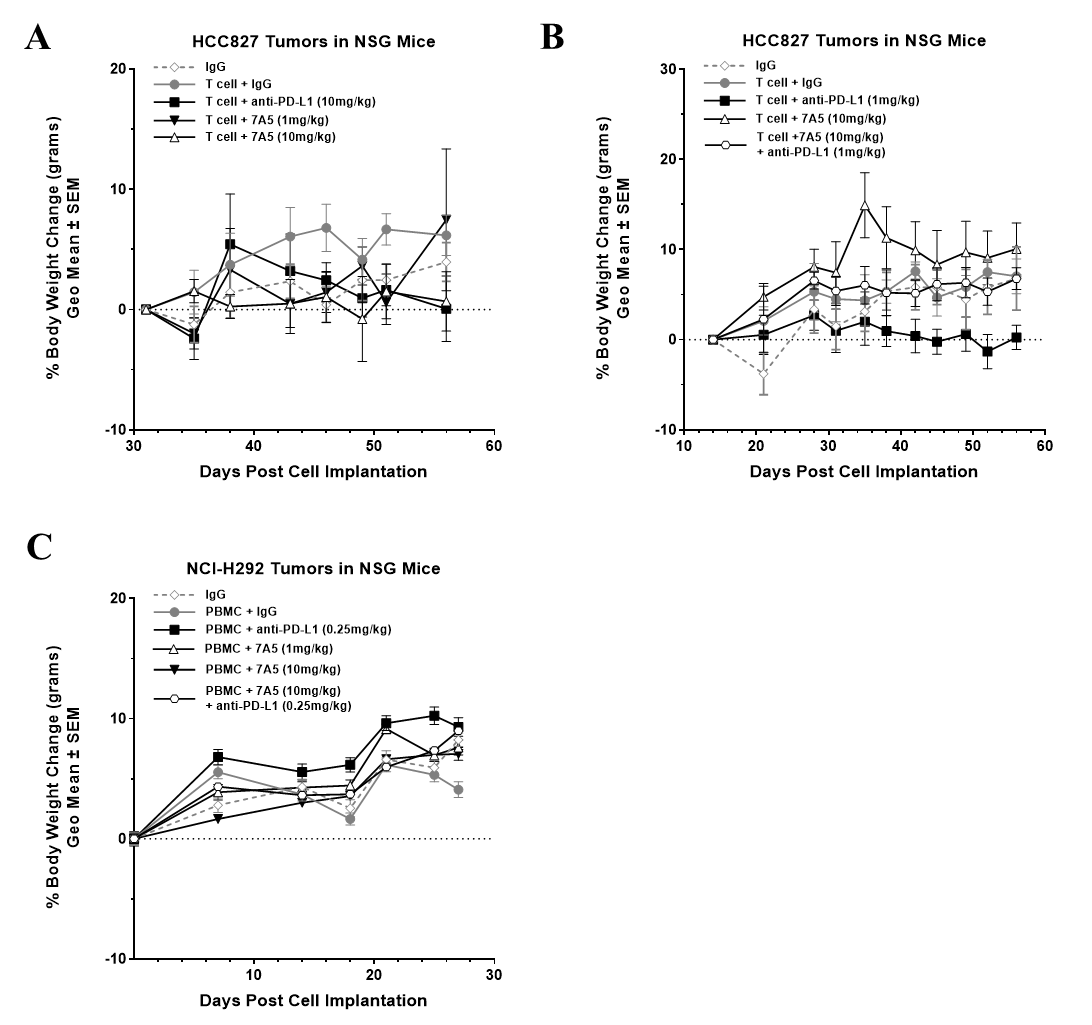 A
HCC827 Tumors in NSG Mice
IgG
T cell + IgG
T cell + anti-PD-L1 (10mg/kg)
T cell + 7A5 (1mg/kg)
T cell + 7A5 (10mg/kg)
% Body Weight Change (grams)
Geo Mean ± SEM
20
10
0
-10
30
40
50
60
Days Post Cell Implantation
B
HCC827 Tumors in NSG Mice
IgG
T cell + IgG
T cell + anti-PD-L1 (1mg/kg)
T cell + 7A5 (10mg/kg)
T cell +7A5 (10mg/kg)
+ anti-PD-L1 (1mg/kg)
% Body Weight Change (grams)
Geo Mean ± SEM
30
20
10
0
-10
10
20
30
40
50
60
Days Post Cell Implantation
C
NCI-H292 Tumors in NSG Mice
IgG
PBMC + IgG
PBMC + anti-PD-L1 (0.25mg/kg)
PBMC + 7A5 (1mg/kg)
PBMC + 7A5 (10mg/kg)
PBMC + 7A5 (10mg/kg)
+ anti-PD-L1 (0.25mg/kg)
% Body Weight Change (grams)
Geo Mean ± SEM
20
10
0
-10
10
20
30
Days Post Cell Implantation